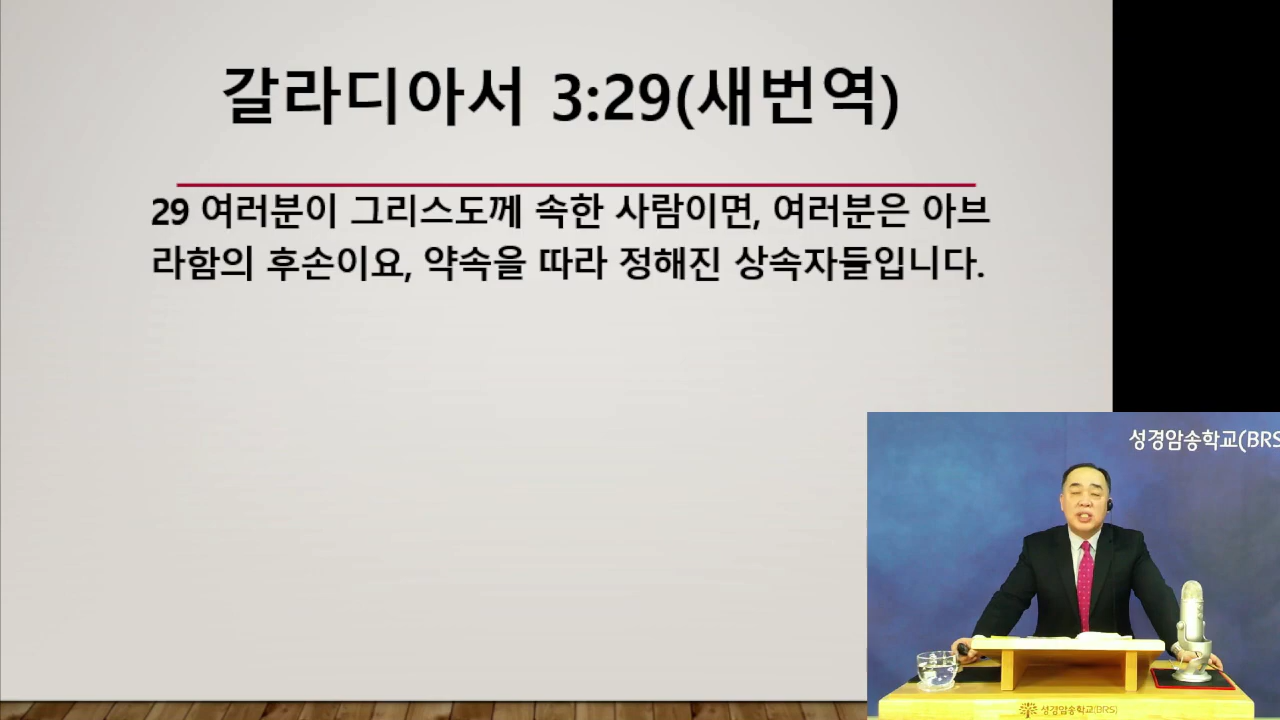 갈라디아서 3:29(새번역)
29 여러분이 그리스도께 속한 사람이면, 여러분은 아브
라함의 후손이요, 약속을 따라 정해진 상속자들입니다.
성경암송학교(BRS
성경암송학교(BRS)